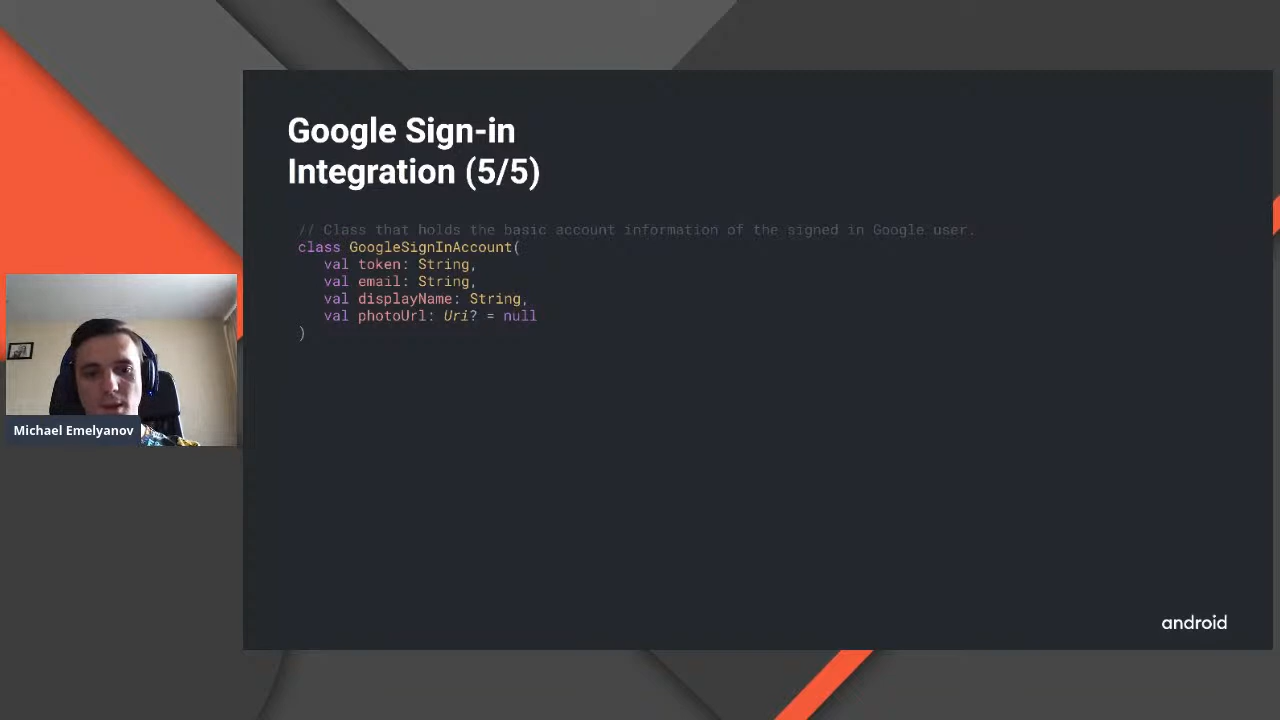 Google Sign-in
Integration (5/5)
// Class that holds the basic account information of the signed in Google user.
class GoogleSignInAccount(
val token: String,
val email: String,
val displayName: String,
val photoUrl: Uri? = null
)
Michael Emelyanov
android